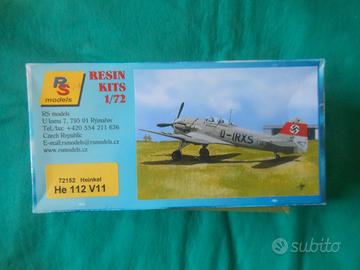 RS
models
RESIN
KITS
1/72
RS models
U lomu 7, 795 01 Rýmařov
Tel./fax: +420 554 211 636
Czech Republic
E-mail:rsmodels@rsmodels.cz
www.rsmodels.cz
72152 Heinkel
He 112 V11
D-IRXS
subito